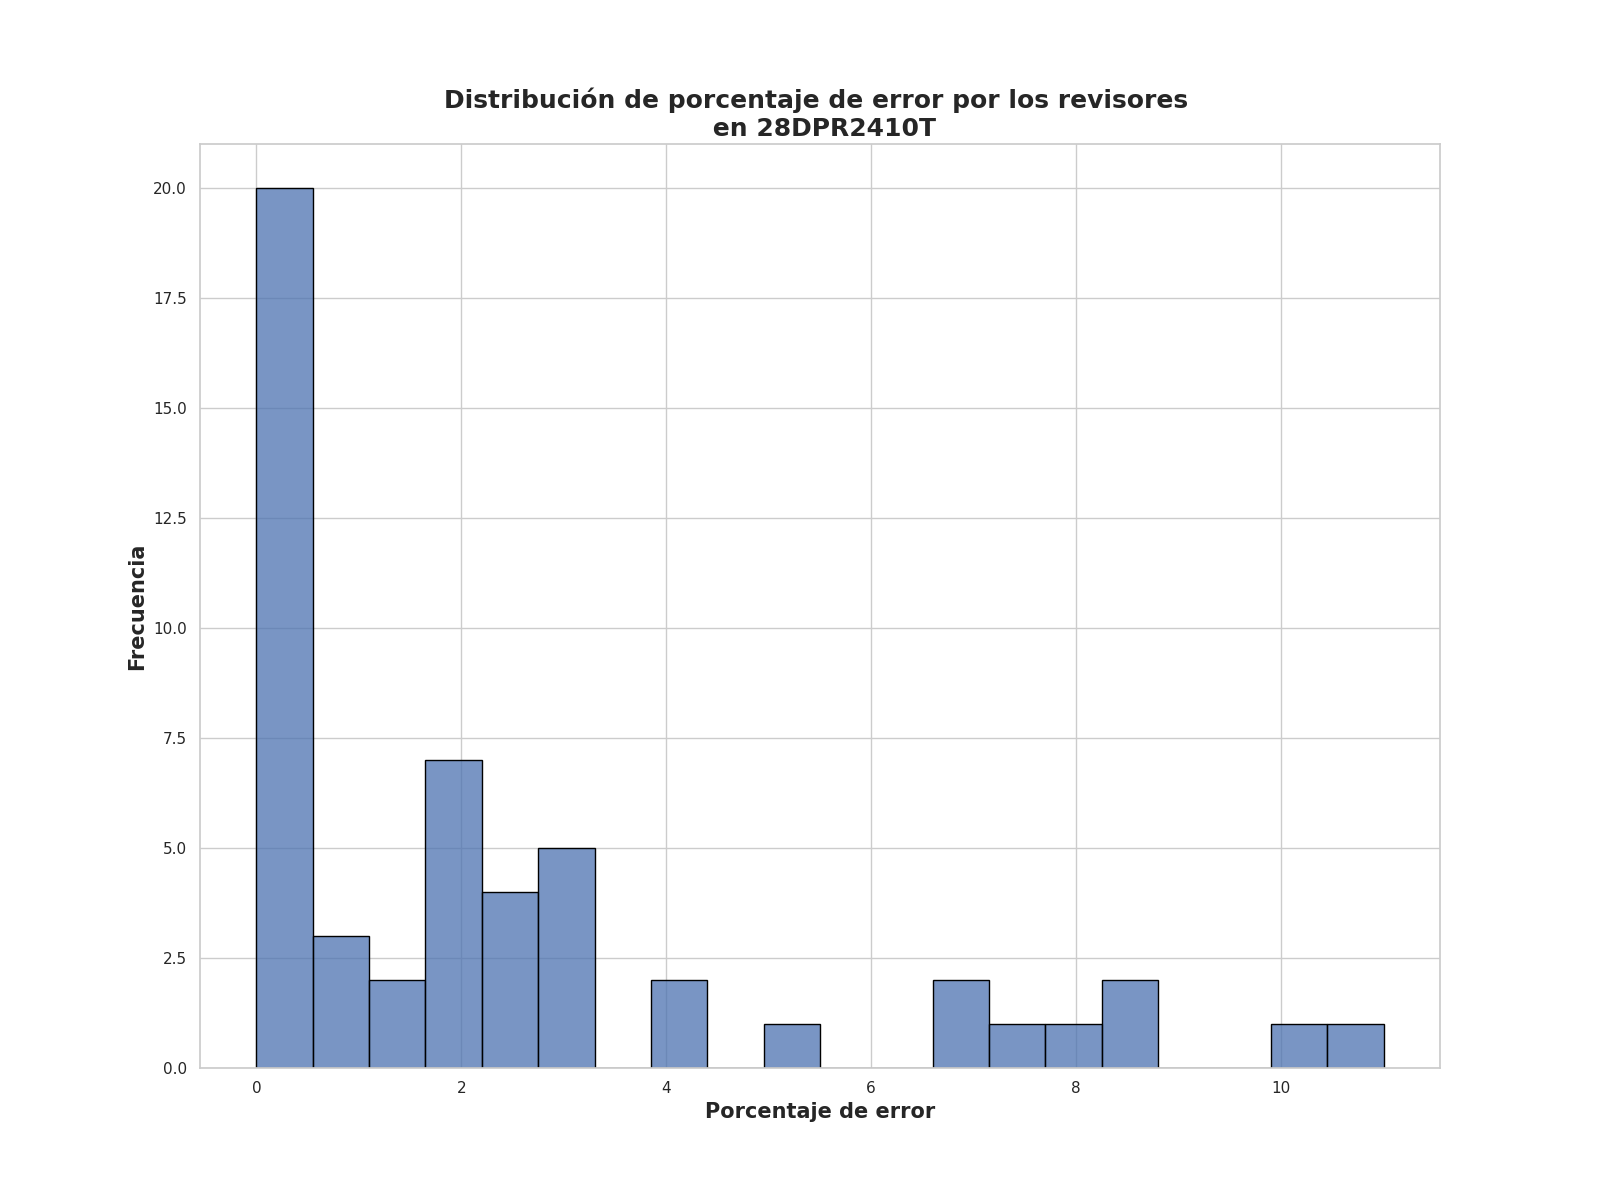 Distribución de porcentaje de error por los revisores
en 28DPR2410T
20.0
17.5
15.0
12.5
10.0
7.5
5.0
2.5
0.0
Frecuencia
0 2 4 6 8 10
Porcentaje de error